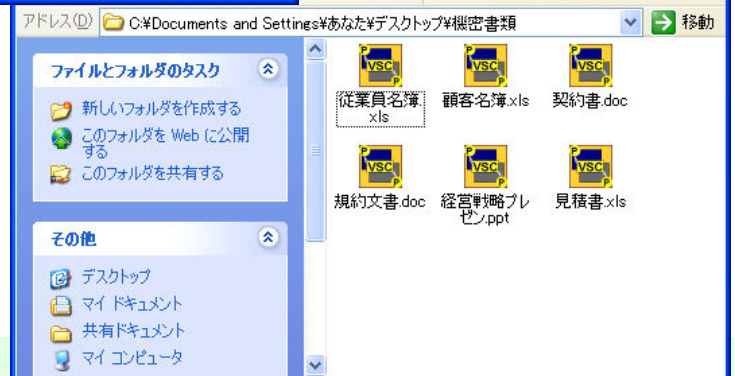 アドレス(D) C:¥Documents and Settings¥あなた¥デスクトップ¥機密書類 移動
ファイルとフォルダのタスク
新しいフォルダを作成する
このフォルダを Web に公開
する
このフォルダを共有する
その他
デスクトップ
マイ ドキュメント
共有ドキュメント
マイ コンピュータ
P VSC P
従業員名簿.
xls
P VSC P
顧客名簿.xls
P VSC P
契約書.doc
P VSC P
規約文書.doc
P VSC P
経営戦略プレ
ゼン.ppt
P VSC P
見積書.xls